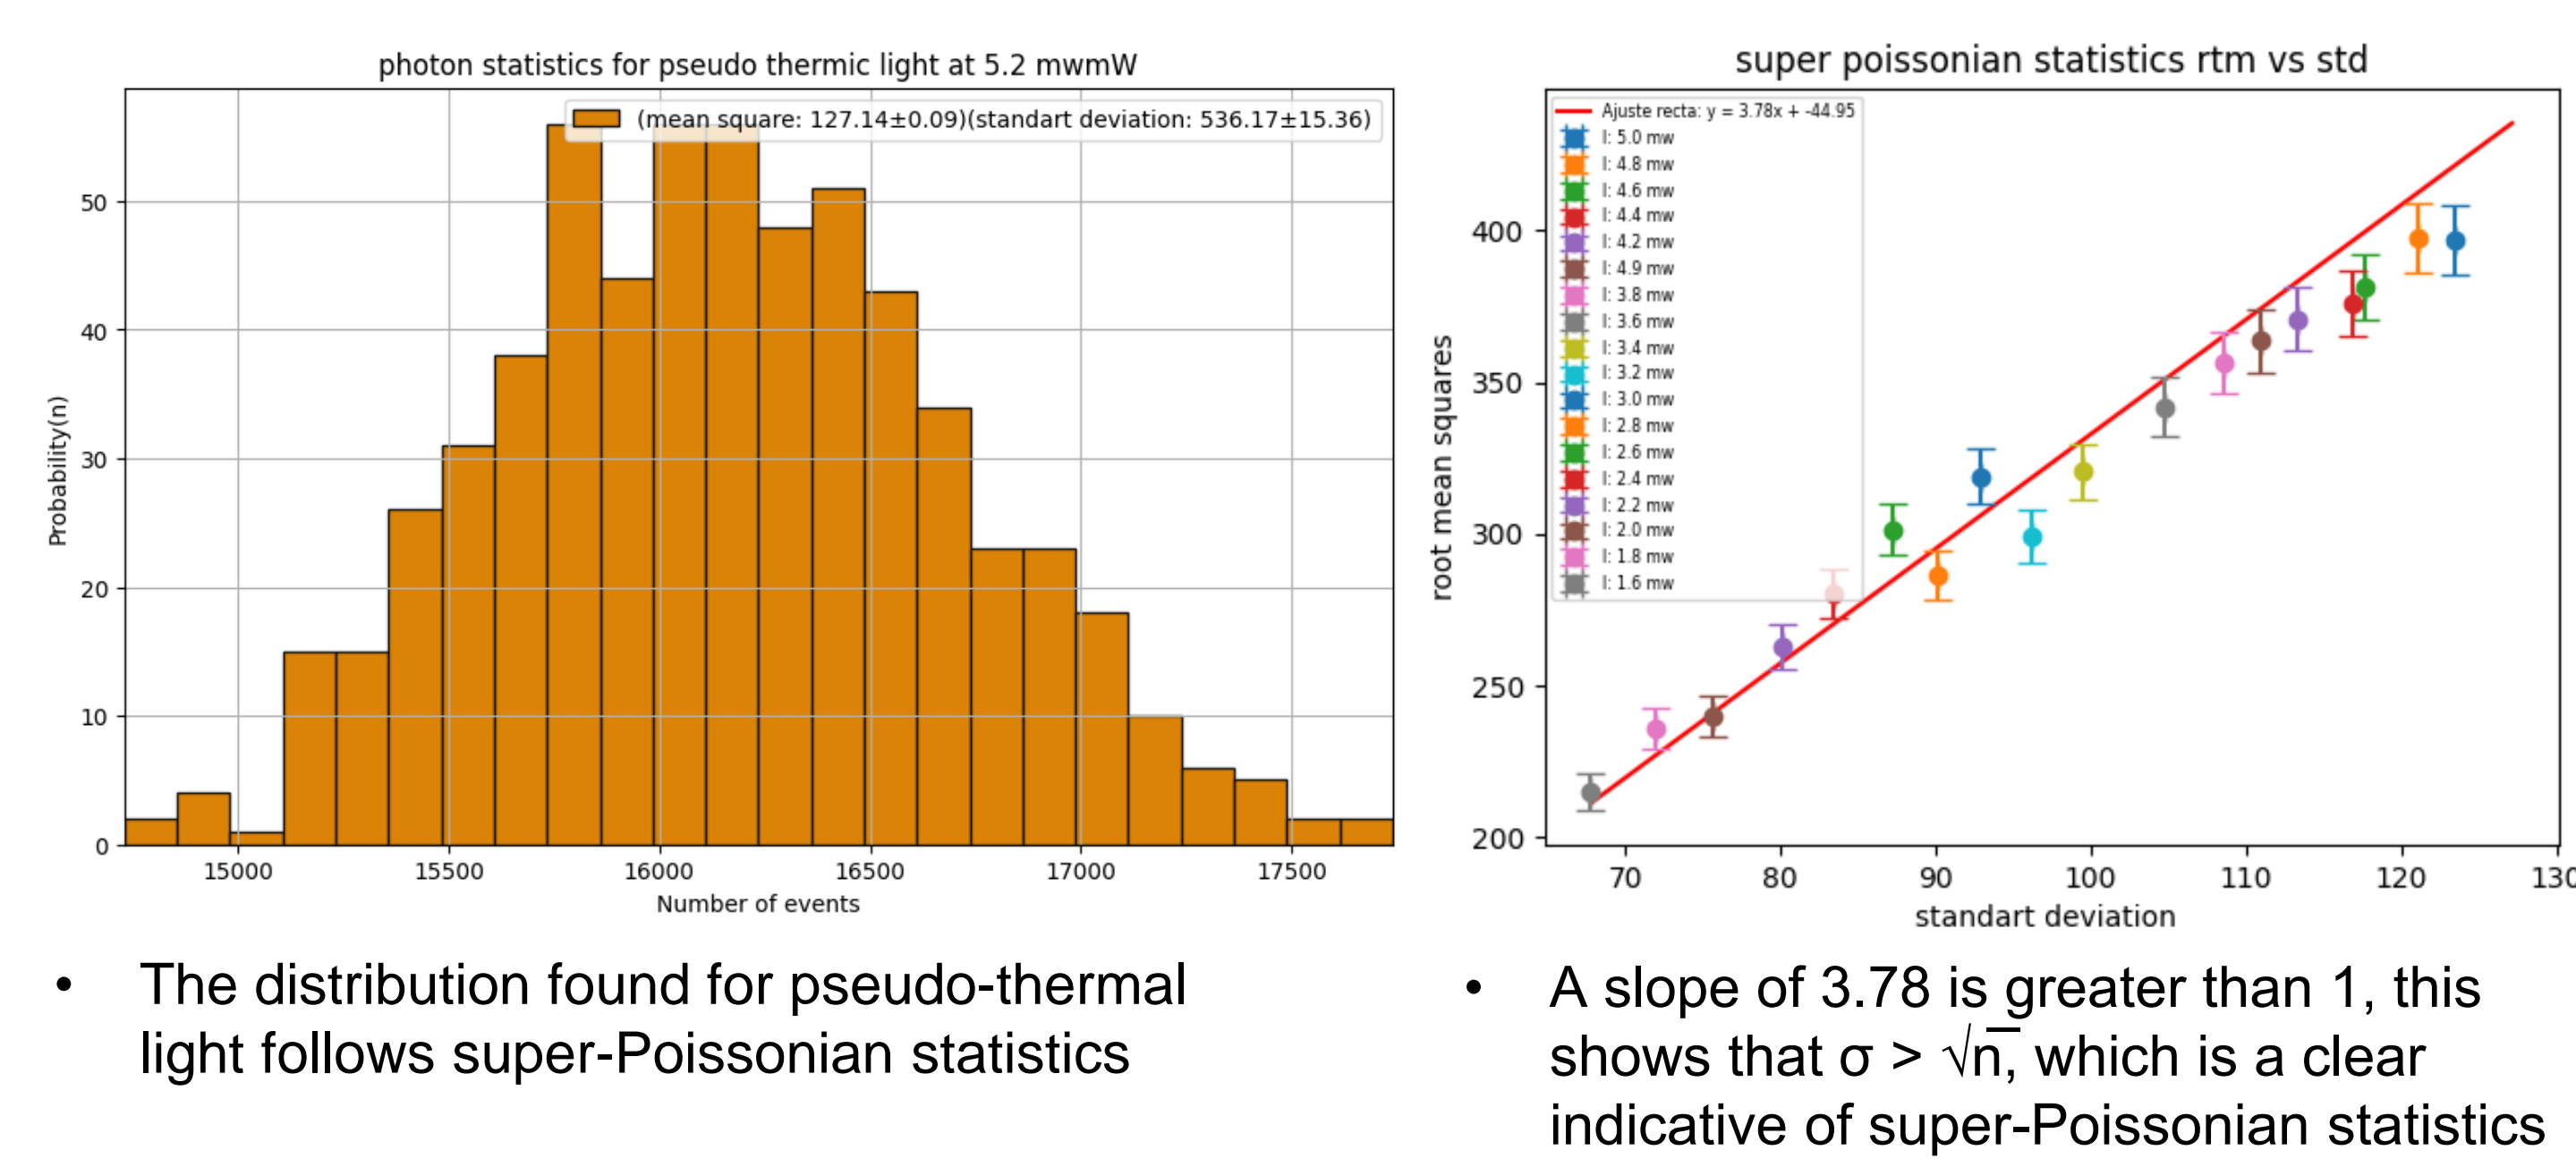 photon statistics for pseudo thermic light at 5.2 mwmW
(mean square: 127.14±0.09)(standart deviation: 536.17±15.36)
Probability(n)
50
40
30
20
10
0
15000 15500 16000 16500 17000 17500
Number of events
super poissonian statistics rtm vs std
Ajuste recta: y = 3.78x + -44.95
I: 5.0 mw
I: 4.8 mw
I: 4.6 mw
I: 4.4 mw
I: 4.2 mw
I: 4.9 mw
I: 3.8 mw
I: 3.6 mw
I: 3.4 mw
I: 3.2 mw
I: 3.0 mw
I: 2.8 mw
I: 2.6 mw
I: 2.4 mw
I: 2.2 mw
I: 2.0 mw
I: 1.8 mw
I: 1.6 mw
root mean squares
400
350
300
250
200
70 80 90 100 110 120 130
standart deviation
• The distribution found for pseudo-thermal
light follows super-Poissonian statistics
• A slope of 3.78 is greater than 1, this
shows that σ > √n̅, which is a clear
indicative of super-Poissonian statistics